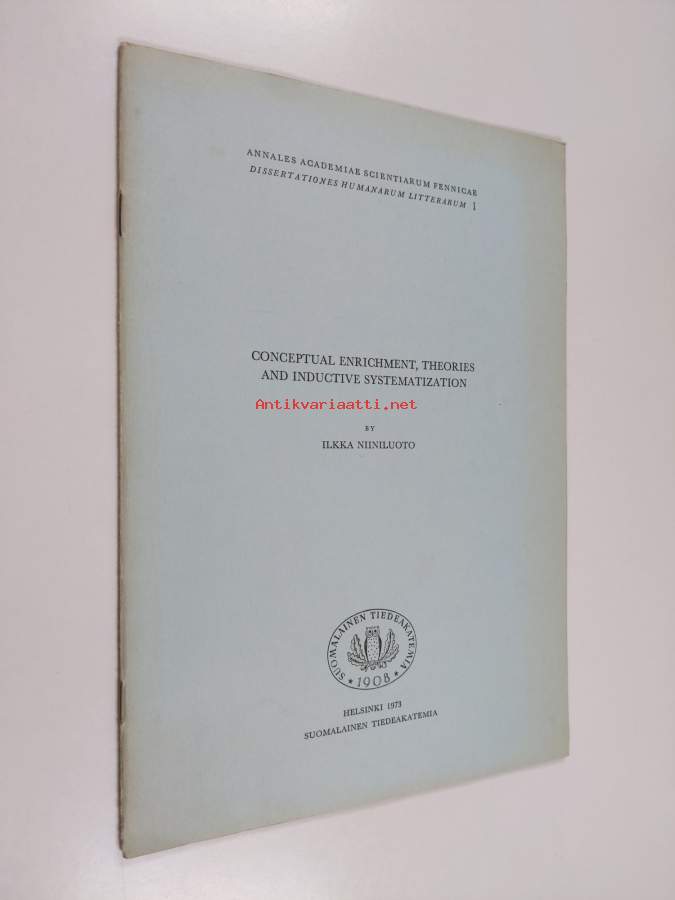 ANNALES ACADEMIAE SCIENTIARUM FENNICAE
DISSERTATIONES HUMANARUM LITTERARUM 1
CONCEPTUAL ENRICHMENT, THEORIES
AND INDUCTIVE SYSTEMATIZATION
Antikvariaatti.net
BY
ILKKA NIINILUOTO
SUOMALAINEN TIEDEAKATEMIA
* 1908 *
HELSINKI 1973
SUOMALAINEN TIEDEAKATEMIA